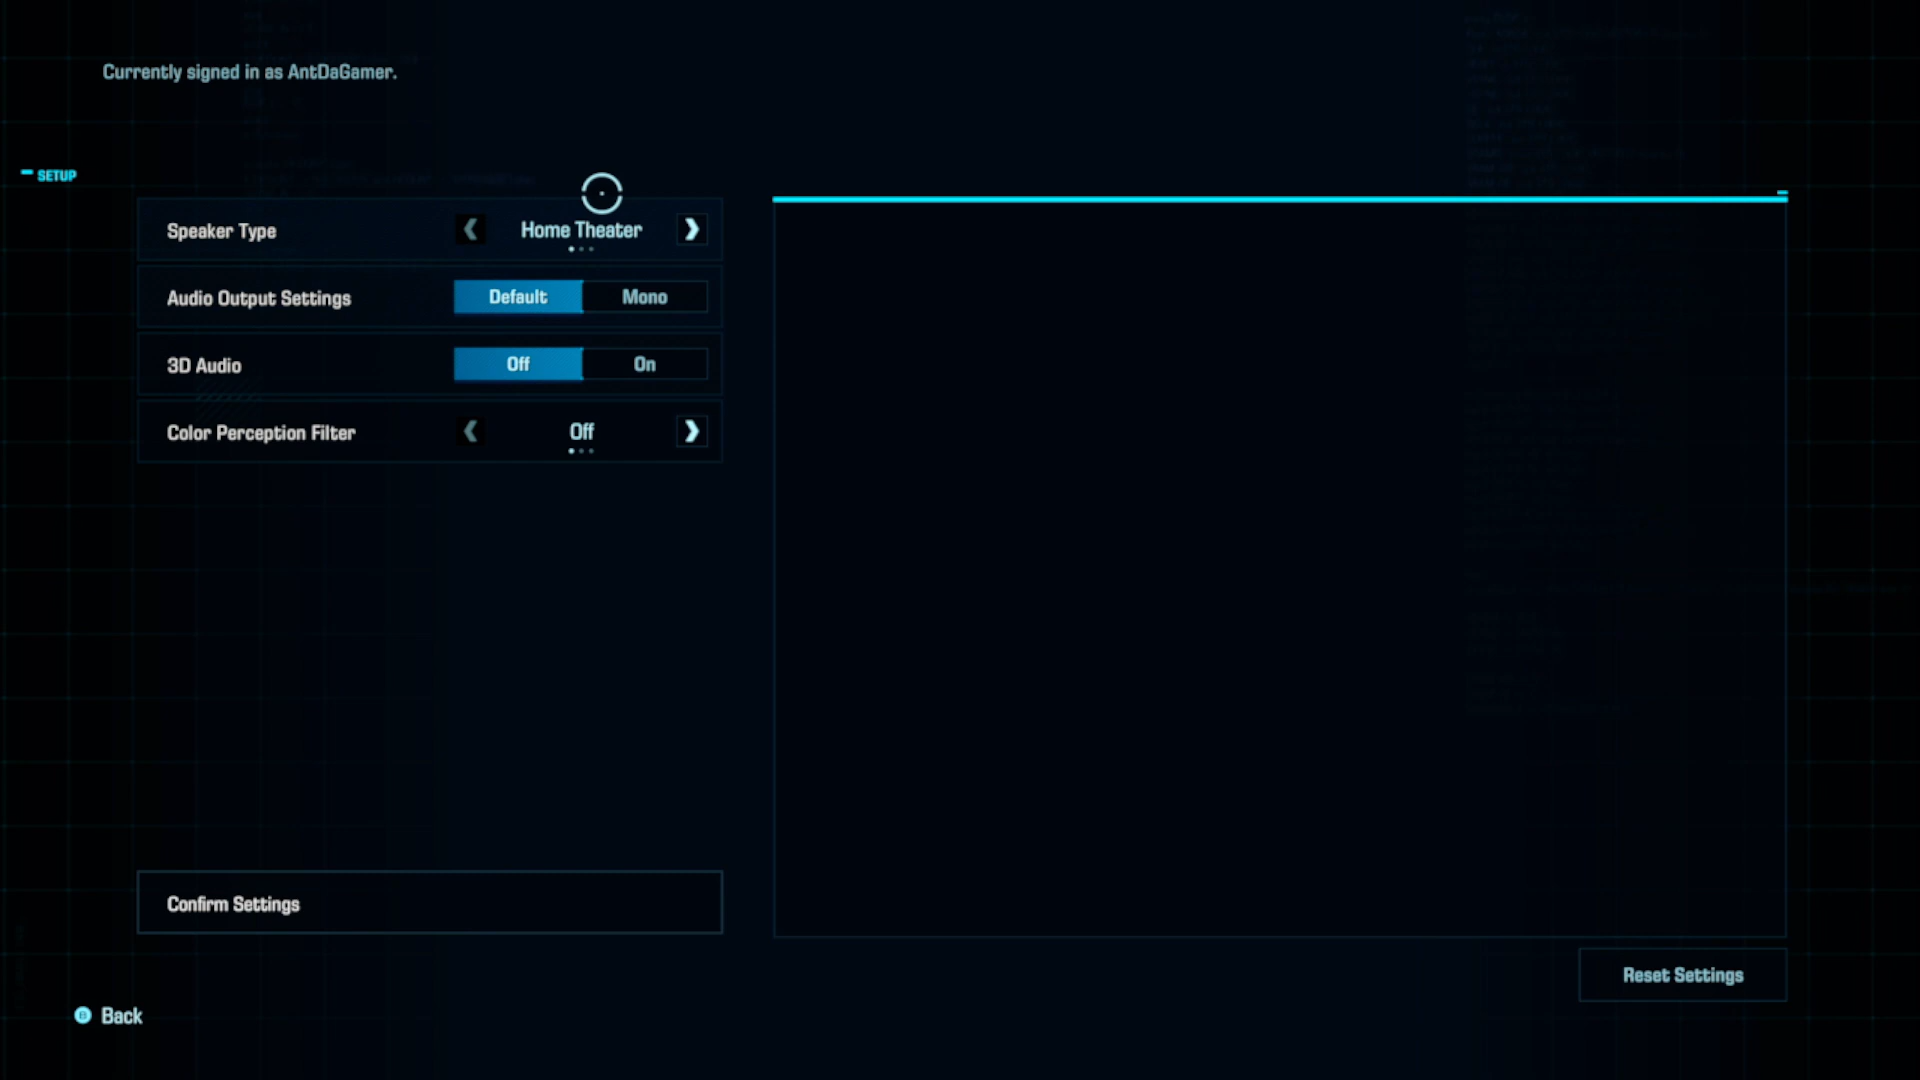 Currently signed in as AntDaGamer.
SETUP
Speaker Type
Home Theater
Audio Output Settings
Default
Mono
3D Audio
Off
On
Color Perception Filter
Off
Confirm Settings
Reset Settings
B Back